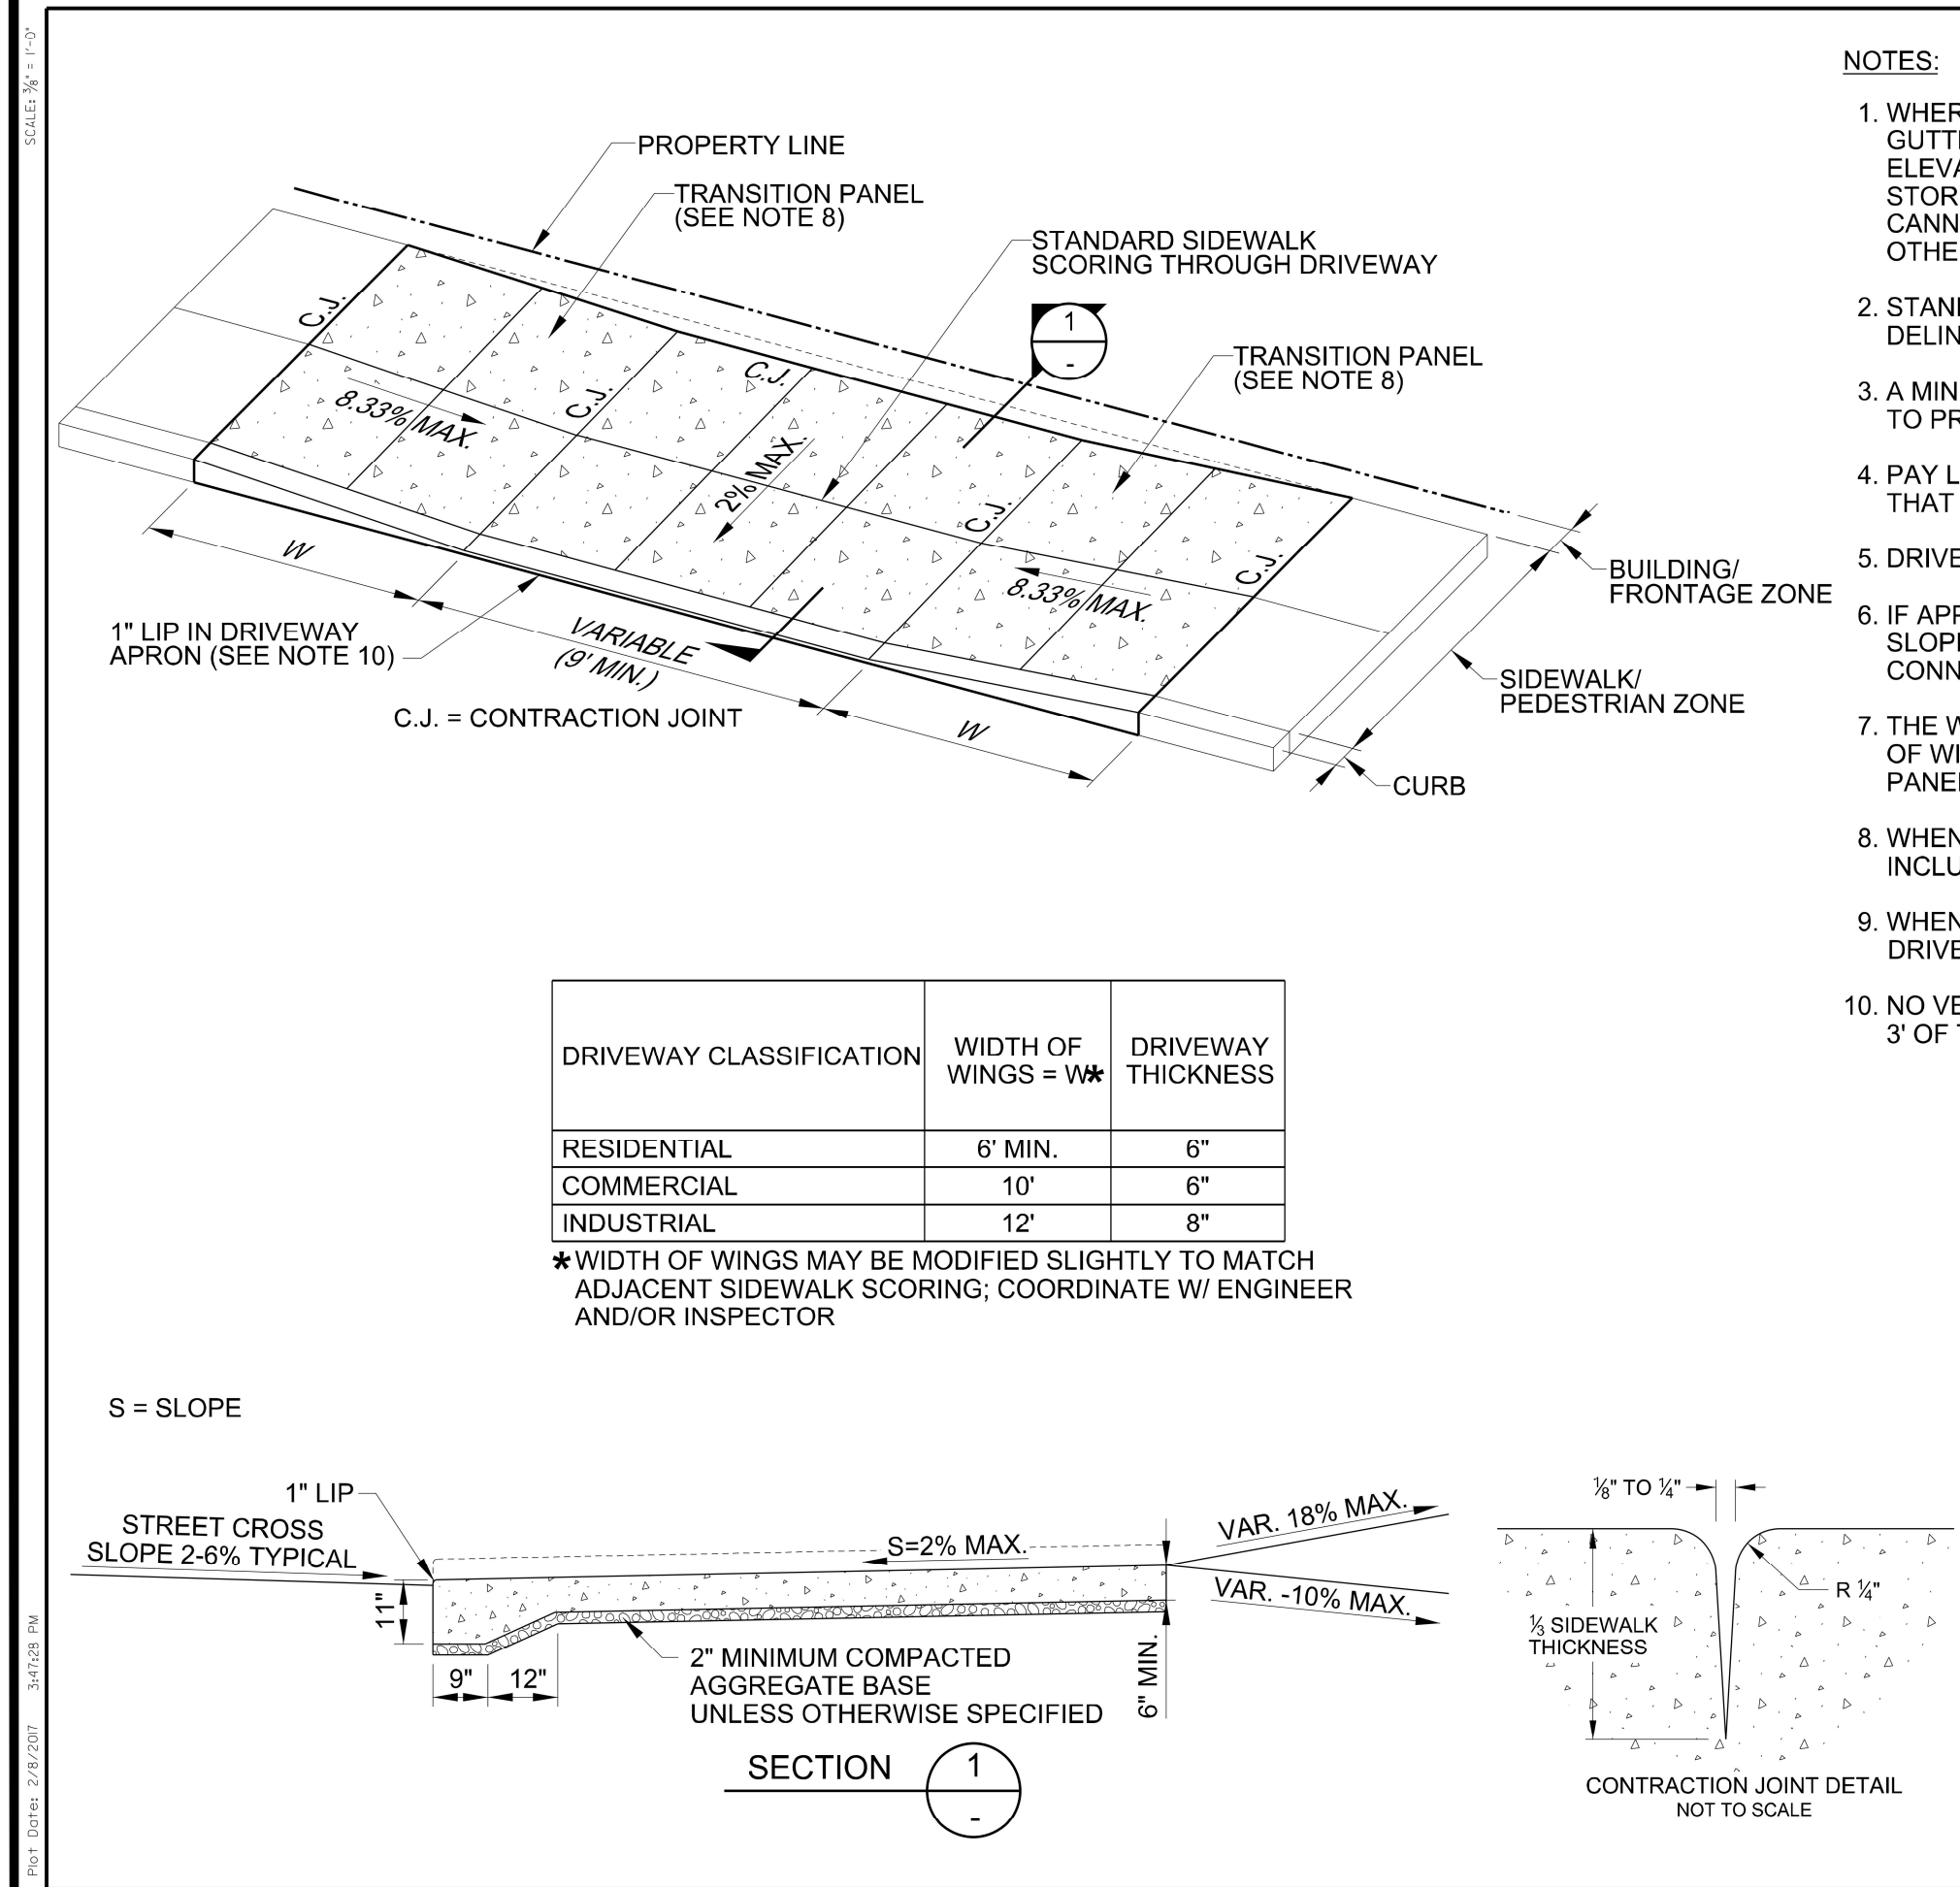 SCALE: 3/8" = 1'-0"
PROPERTY LINE
TRANSITION PANEL
(SEE NOTE 8)
STANDARD SIDEWALK
SCORING THROUGH DRIVEWAY
1
-
TRANSITION PANEL
(SEE NOTE 8)
C.J.
C.J.
C.J.
8.33% MAX.
2% MAX.
C.J.
C.J.
8.33% MAX.
W
1" LIP IN DRIVEWAY
APRON (SEE NOTE 10)
VARIABLE
(9' MIN.)
W
C.J. = CONTRACTION JOINT
BUILDING/
FRONTAGE ZONE
SIDEWALK/
PEDESTRIAN ZONE
CURB
NOTES:
1. WHER
GUTT
ELEVA
STOR
CANN
OTHE
2. STAN
DELIN
3. A MIN
TO PR
4. PAY L
THAT
5. DRIVE
6. IF APP
SLOP
CONN
7. THE W
OF WI
PANE
8. WHEN
INCLU
9. WHEN
DRIVE
10. NO VE
3' OF
DRIVEWAY CLASSIFICATION
WIDTH OF
WINGS = W*
DRIVEWAY
THICKNESS
RESIDENTIAL 6' MIN. 6"
COMMERCIAL 10' 6"
INDUSTRIAL 12' 8"
* WIDTH OF WINGS MAY BE MODIFIED SLIGHTLY TO MATCH
ADJACENT SIDEWALK SCORING; COORDINATE W/ ENGINEER
AND/OR INSPECTOR
S = SLOPE
1" LIP
STREET CROSS
SLOPE 2-6% TYPICAL
S=2% MAX.
VAR. 18% MAX.
VAR. -10% MAX.
11"
9"
12"
2" MINIMUM COMPACTED
AGGREGATE BASE
UNLESS OTHERWISE SPECIFIED
6" MIN.
SECTION
1
-
1/8" TO 1/4"
R 1/4"
1/3 SIDEWALK
THICKNESS
CONTRACTION JOINT DETAIL
NOT TO SCALE
Plot Date: 2/8/2017 3:47:28 PM